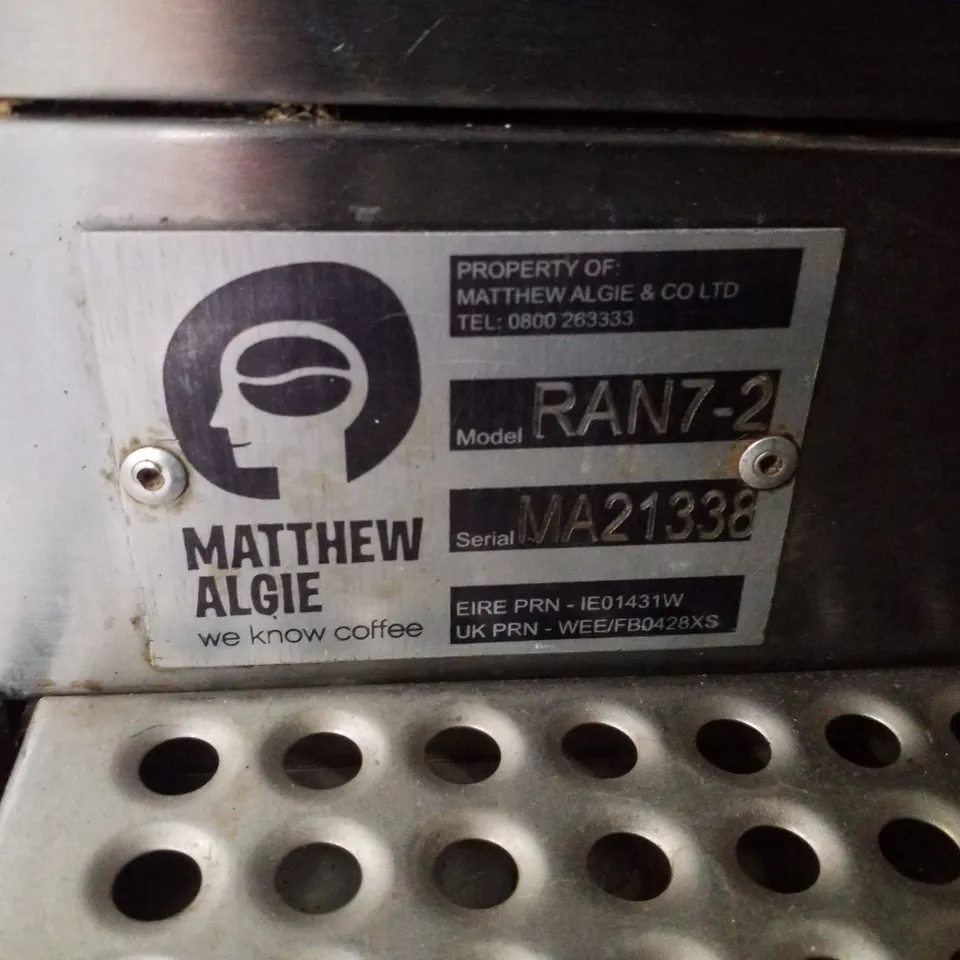 PROPERTY OF:
MATTHEW ALGIE & CO LTD
TEL: 0800 263333
Model RAN7-2
Serial MA21338
EIRE PRN - IE01431W
UK PRN - WEE/FB0428XS
MATTHEW
ALGIE
we know coffee